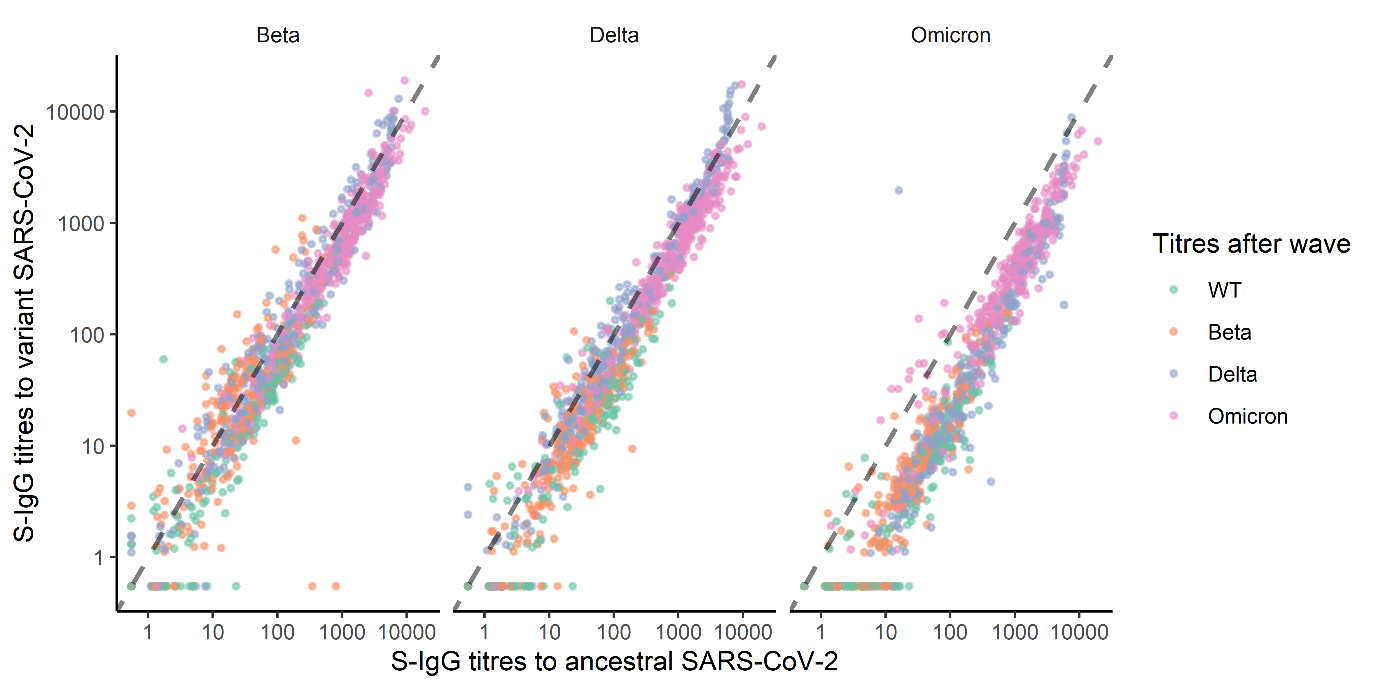 Beta Delta Omicron
S-IgG titres to variant SARS-CoV-2
10000
1000
100
10
1
1 10 100 1000 10000 1 10 100 1000 10000 1 10 100 1000 10000
S-IgG titres to ancestral SARS-CoV-2
Titres after wave
WT
Beta
Delta
Omicron